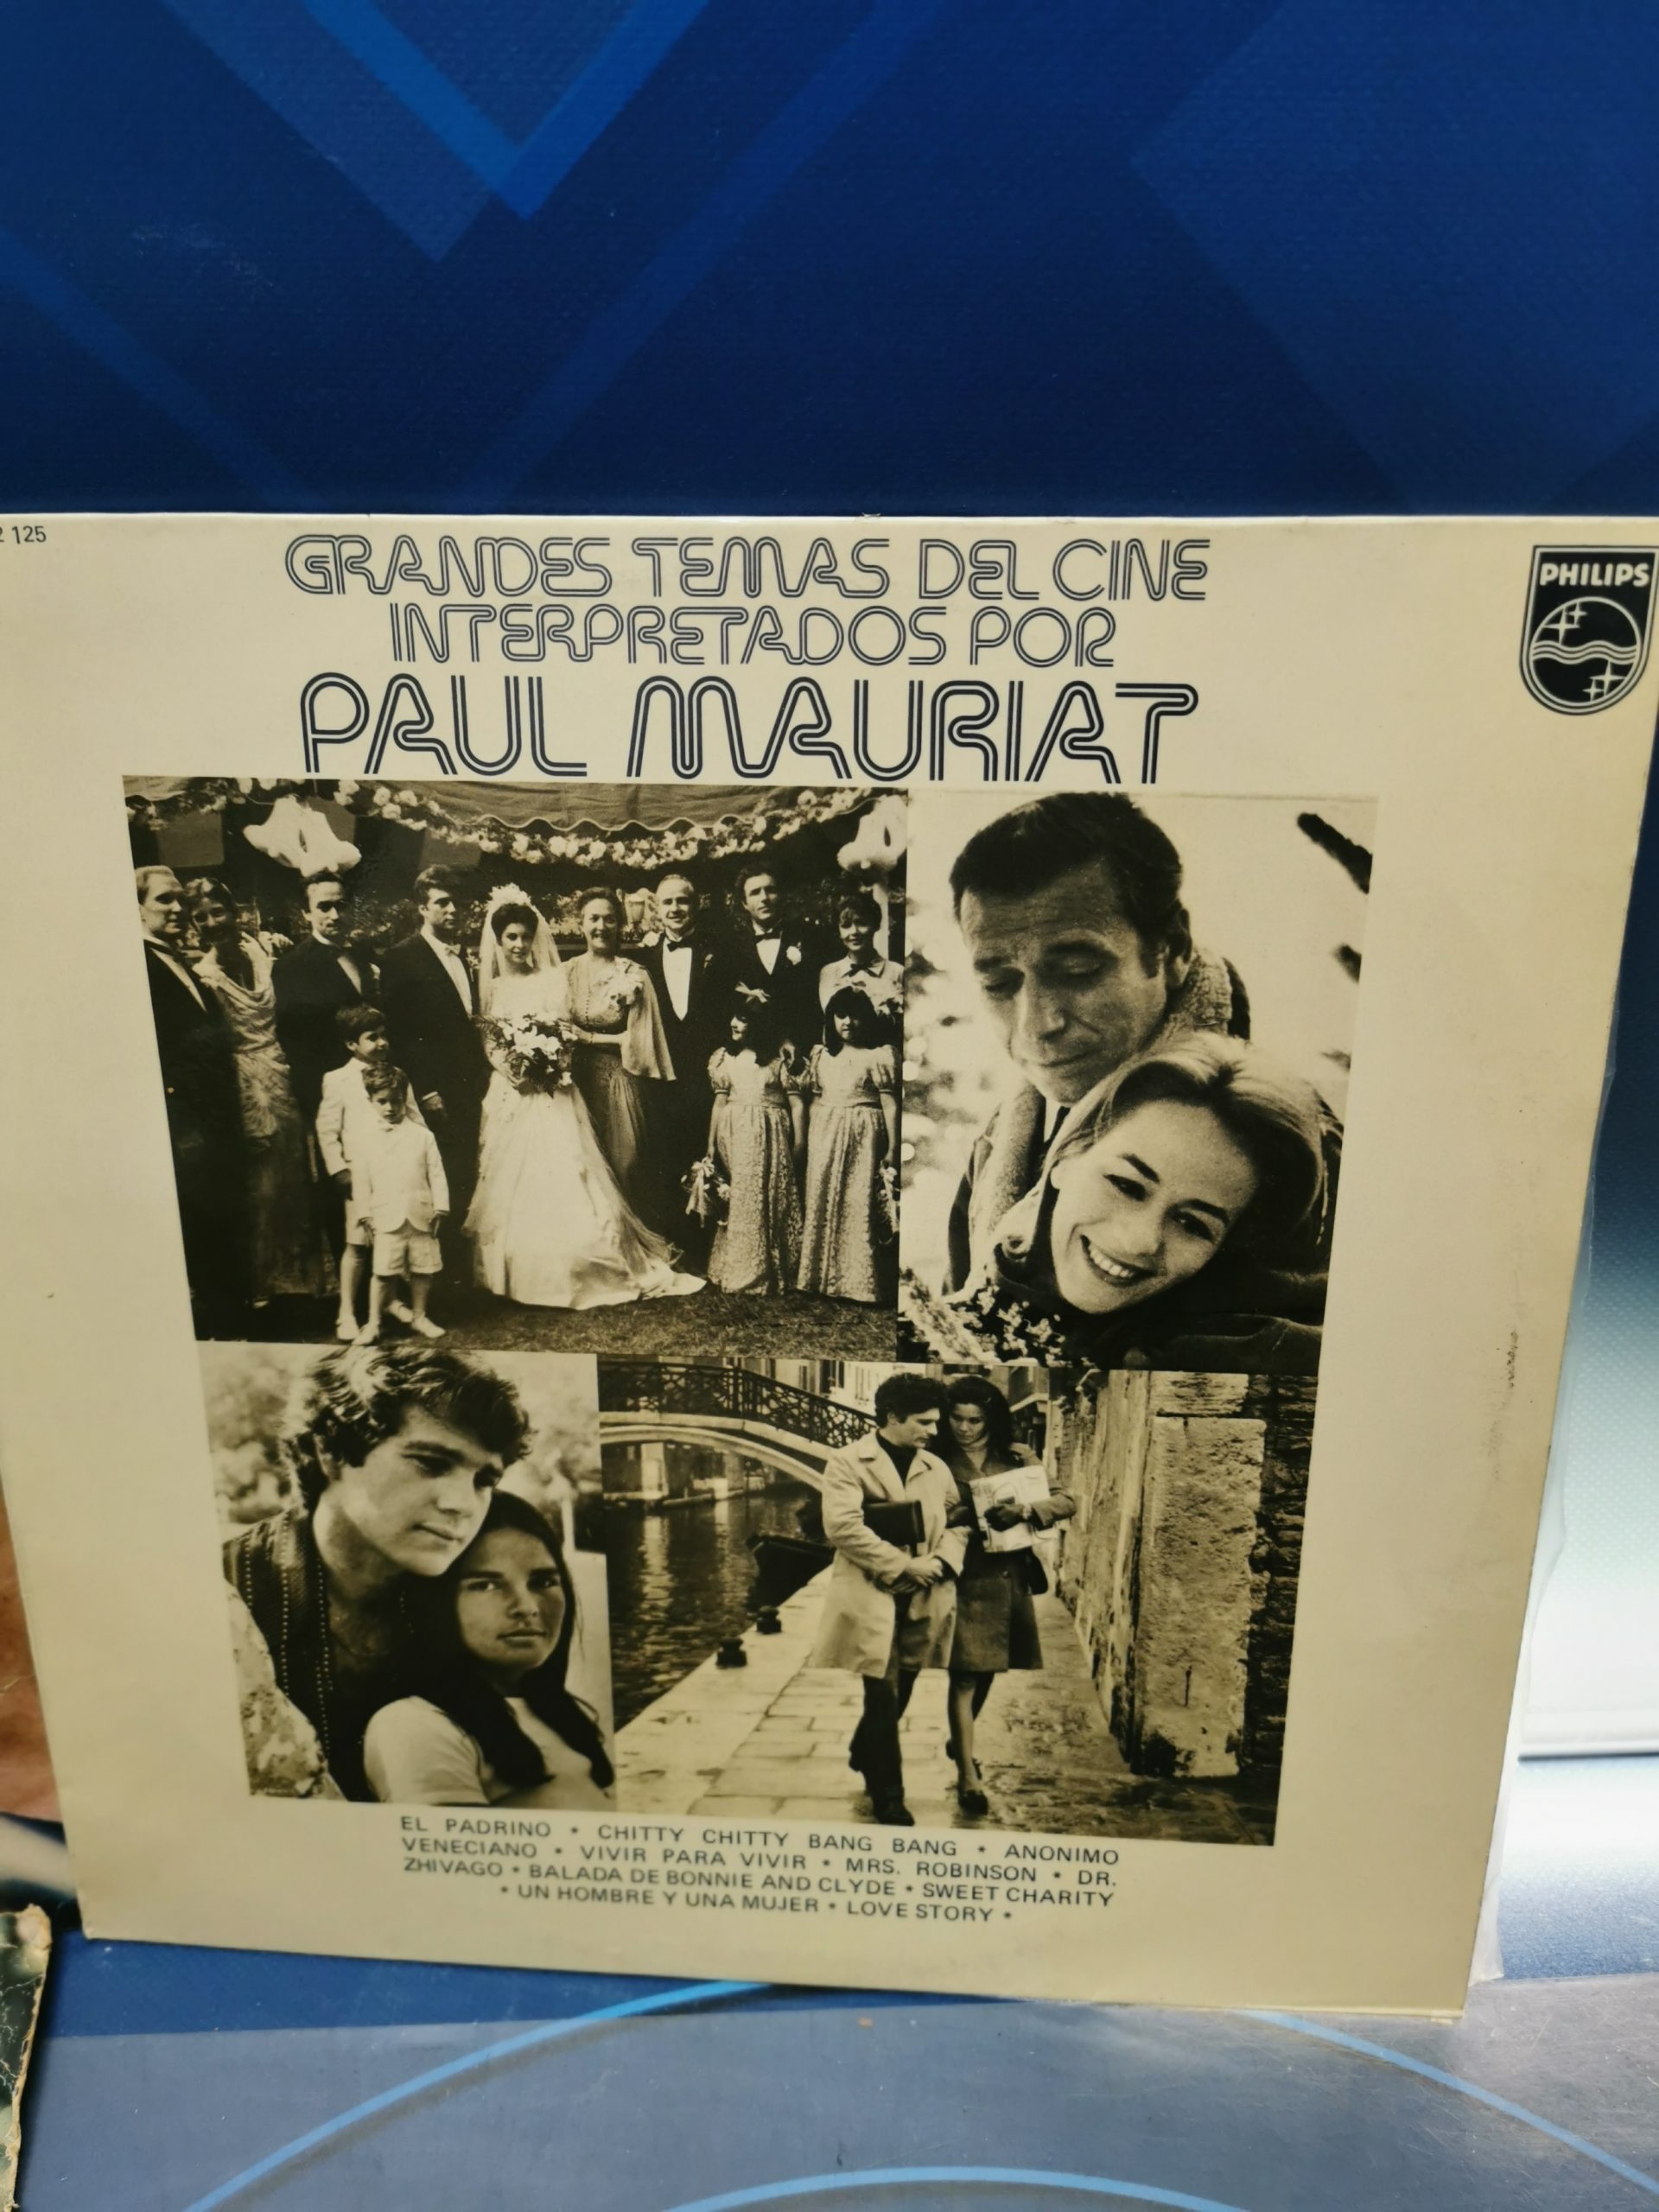 2 125
GRANDES TEMAS DEL CINE
INTERPRETADOS POR
PAUL MAURIAT
PHILIPS
EL PADRINO • CHITTY CHITTY BANG BANG • ANONIMO
VENECIANO • VIVIR PARA VIVIR • MRS. ROBINSON • DR.
ZHIVAGO • BALADA DE BONNIE AND CLYDE • SWEET CHARITY
• UN HOMBRE Y UNA MUJER • LOVE STORY •